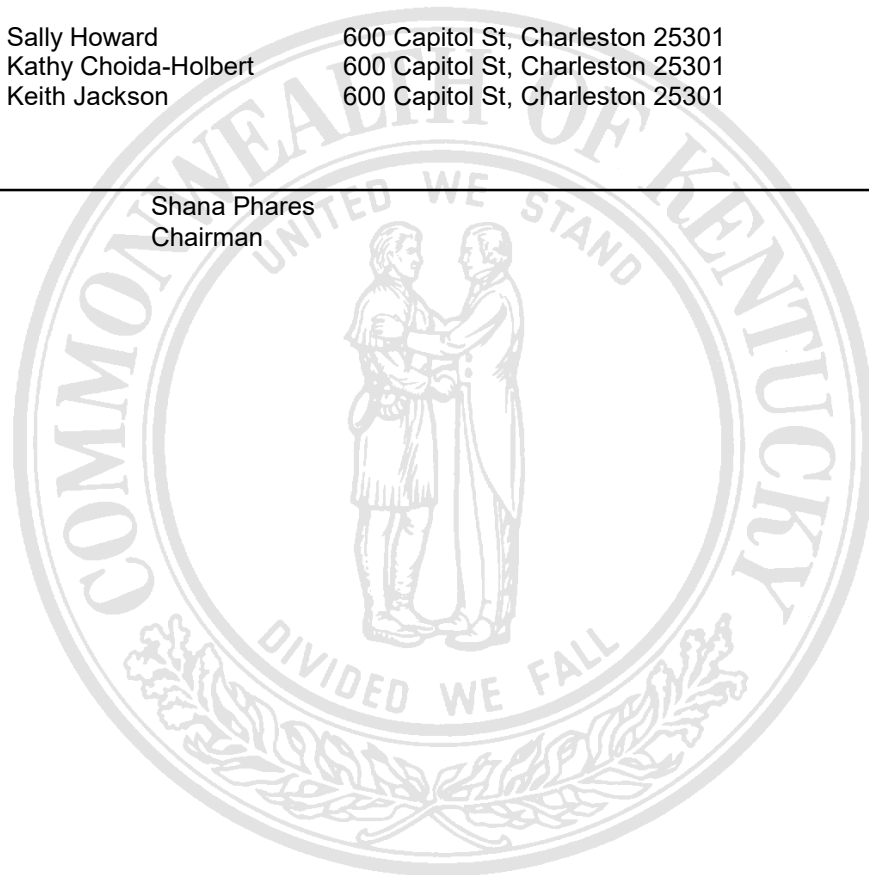 Sally Howard 600 Capitol St, Charleston 25301
Kathy Choida-Holbert 600 Capitol St, Charleston 25301
Keith Jackson 600 Capitol St, Charleston 25301
Shana Phares
Chairman
COMMONWEALTH OF KENTUCKY
UNITED WE STAND
DIVIDED WE FALL